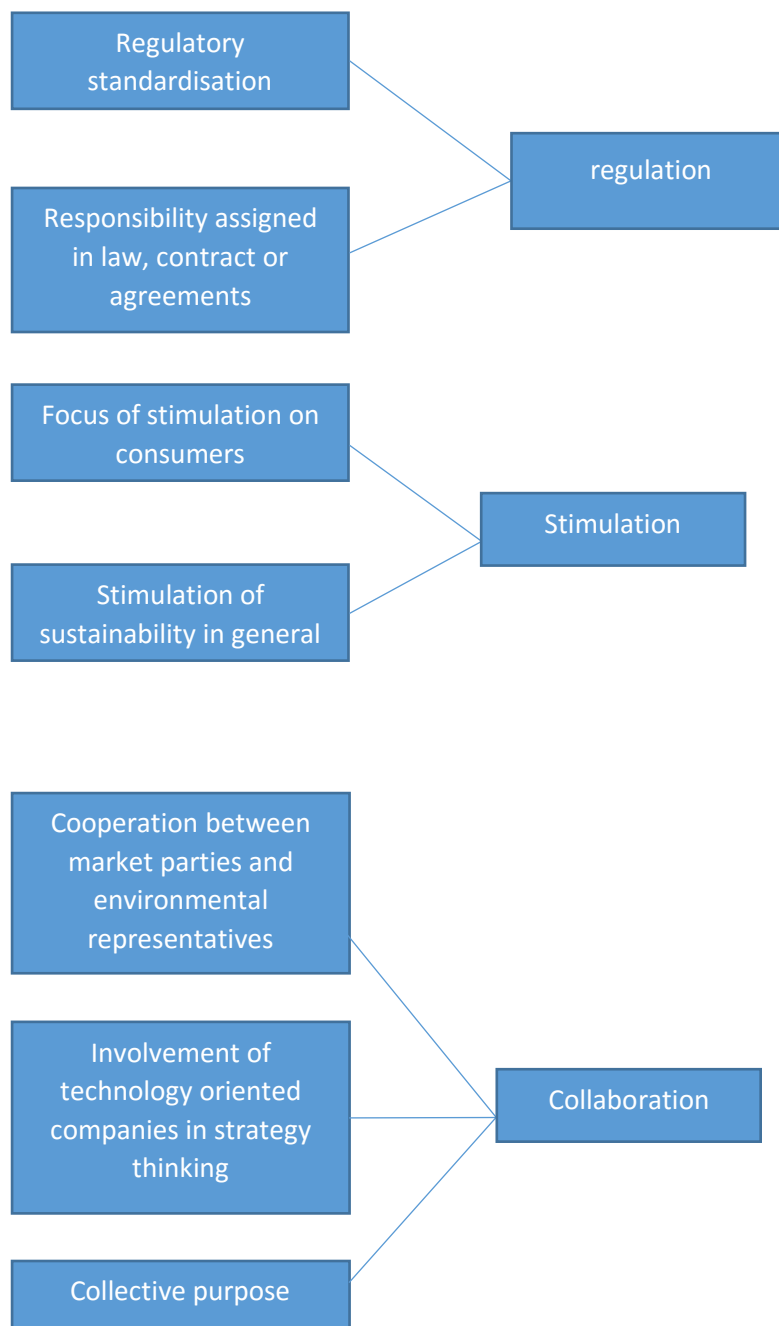 Regulatory
standardisation
regulation
Responsibility assigned
in law, contract or
agreements
Focus of stimulation on
consumers
Stimulation
Stimulation of
sustainability in general
Cooperation between
market parties and
environmental
representatives
Involvement of
technology oriented
companies in strategy
thinking
Collaboration
Collective purpose